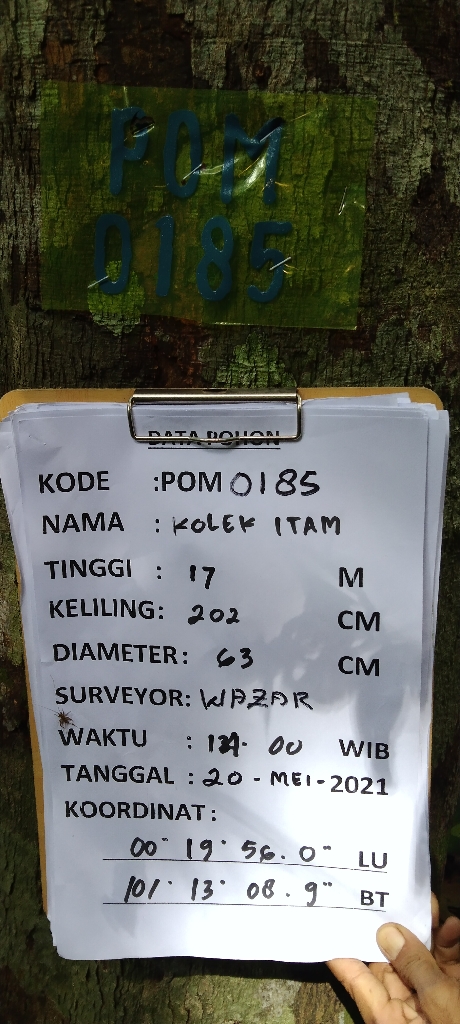 POM
0185
DATA POHON
KODE :POM 0185
NAMA : KOLEK ITAM
TINGGI : 17 M
KELILING: 202 CM
DIAMETER: 63 CM
SURVEYOR: WAZAR
WAKTU : 00 WIB
TANGGAL : 20 - MEI - 2021
KOORDINAT:
00° 19' 56.0" LU
101° 13' 08.9" BT